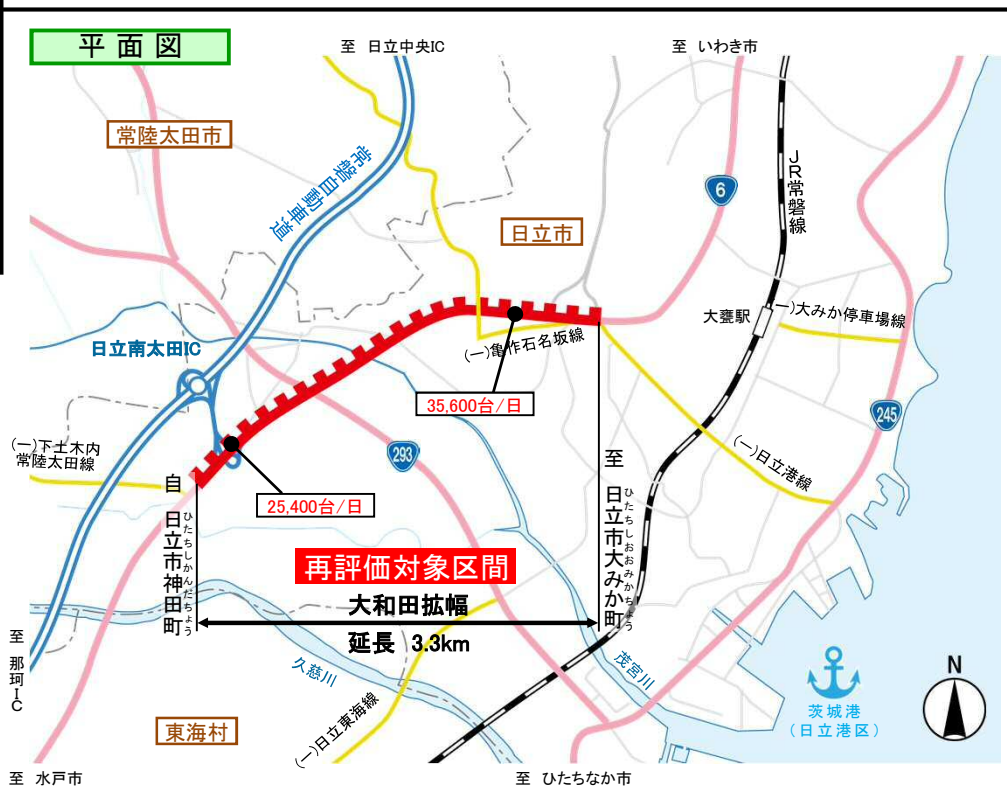 平面図
至 日立中央IC
至 いわき市
常陸太田市
常磐自動車道
6
JR常磐線
日立市
大甕駅
(一)大みか停車場線
日立南太田IC
(一)亀作石名坂線
35,600台/日
245
(一)下土木内
常陸太田線
293
(一)日立港線
25,400台/日
自 日立市神田町
ひたちしかんだちょう
至 日立市大みか町
ひたちしおおみかちょう
再評価対象区間
大和田拡幅
延長 3.3km
至 那珂IC
久慈川
茂宮川
N
茨城港
(日立港区)
東海村
(一)日立東海線
至 水戸市
至 ひたちなか市